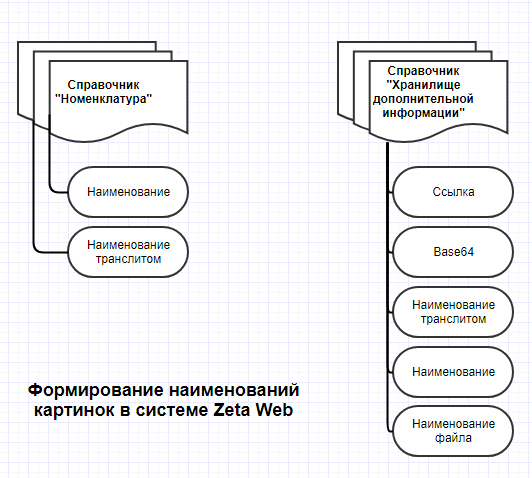 Справочник
"Номенклатура"
Наименование
Наименование
транслитом
Справочник
"Хранилище
дополнительной
информации"
Ссылка
Base64
Наименование
транслитом
Наименование
Наименование
файла
Формирование наименований
картинок в системе Zeta Web